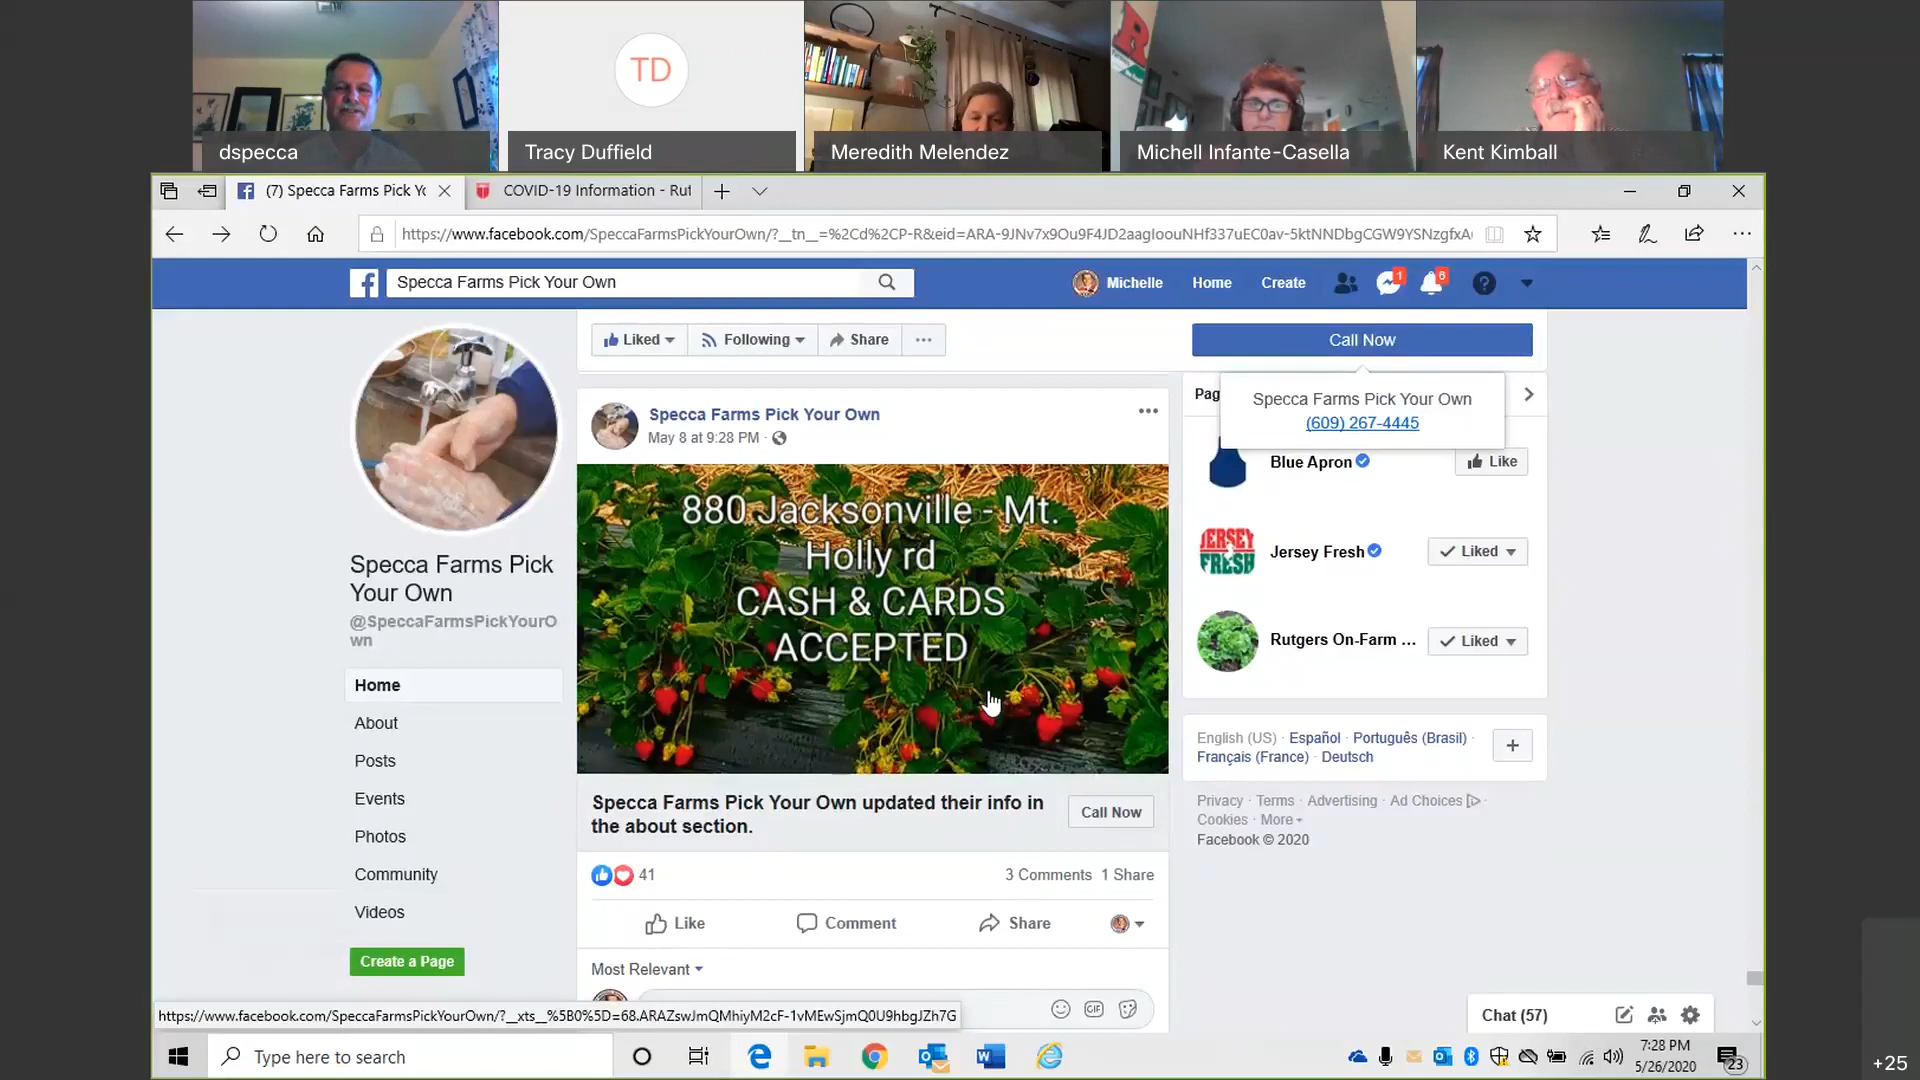 TD
dspecca
Tracy Duffield
Meredith Melendez
Michell Infante-Casella
Kent Kimball
(7) Specca Farms Pick Yo
COVID-19 Information - Rut
https://www.facebook.com/SpeccaFarmsPickYourOwn/?__tn__=%2Cd%2CP-R&eid=ARA-9JNv7x9Ou9F4JD2aagIoouNHf337uEC0av-5ktNNDbgCGW9YSNzgfxA
Specca Farms Pick Your Own
Michelle
Home
Create
1
6
Liked
Following
Share
Call Now
Specca Farms Pick Your Own
(609) 267-4445
Pag
Specca Farms Pick Your Own
May 8 at 9:28 PM
880 Jacksonville - Mt.
Holly rd
CASH & CARDS
ACCEPTED
Specca Farms Pick
Your Own
@SpeccaFarmsPickYourO
wn
Home
About
Posts
Events
Photos
Community
Videos
Create a Page
Blue Apron
Like
JERSEY
FRESH
Jersey Fresh
Liked
Rutgers On-Farm ...
Liked
English (US) · Español · Português (Brasil) ·
Français (France) · Deutsch
Privacy · Terms · Advertising · Ad Choices ·
Cookies · More
Facebook © 2020
Specca Farms Pick Your Own updated their info in
the about section.
Call Now
41
3 Comments 1 Share
Like
Comment
Share
Most Relevant
GIF
https://www.facebook.com/SpeccaFarmsPickYourOwn/?__xts__%5B0%5D=68.ARAZswJmQMhiyM2cF-1vMEwSjmQ0U9hbgJZh7G
Chat (57)
Type here to search
7:28 PM
5/26/2020
23
+25